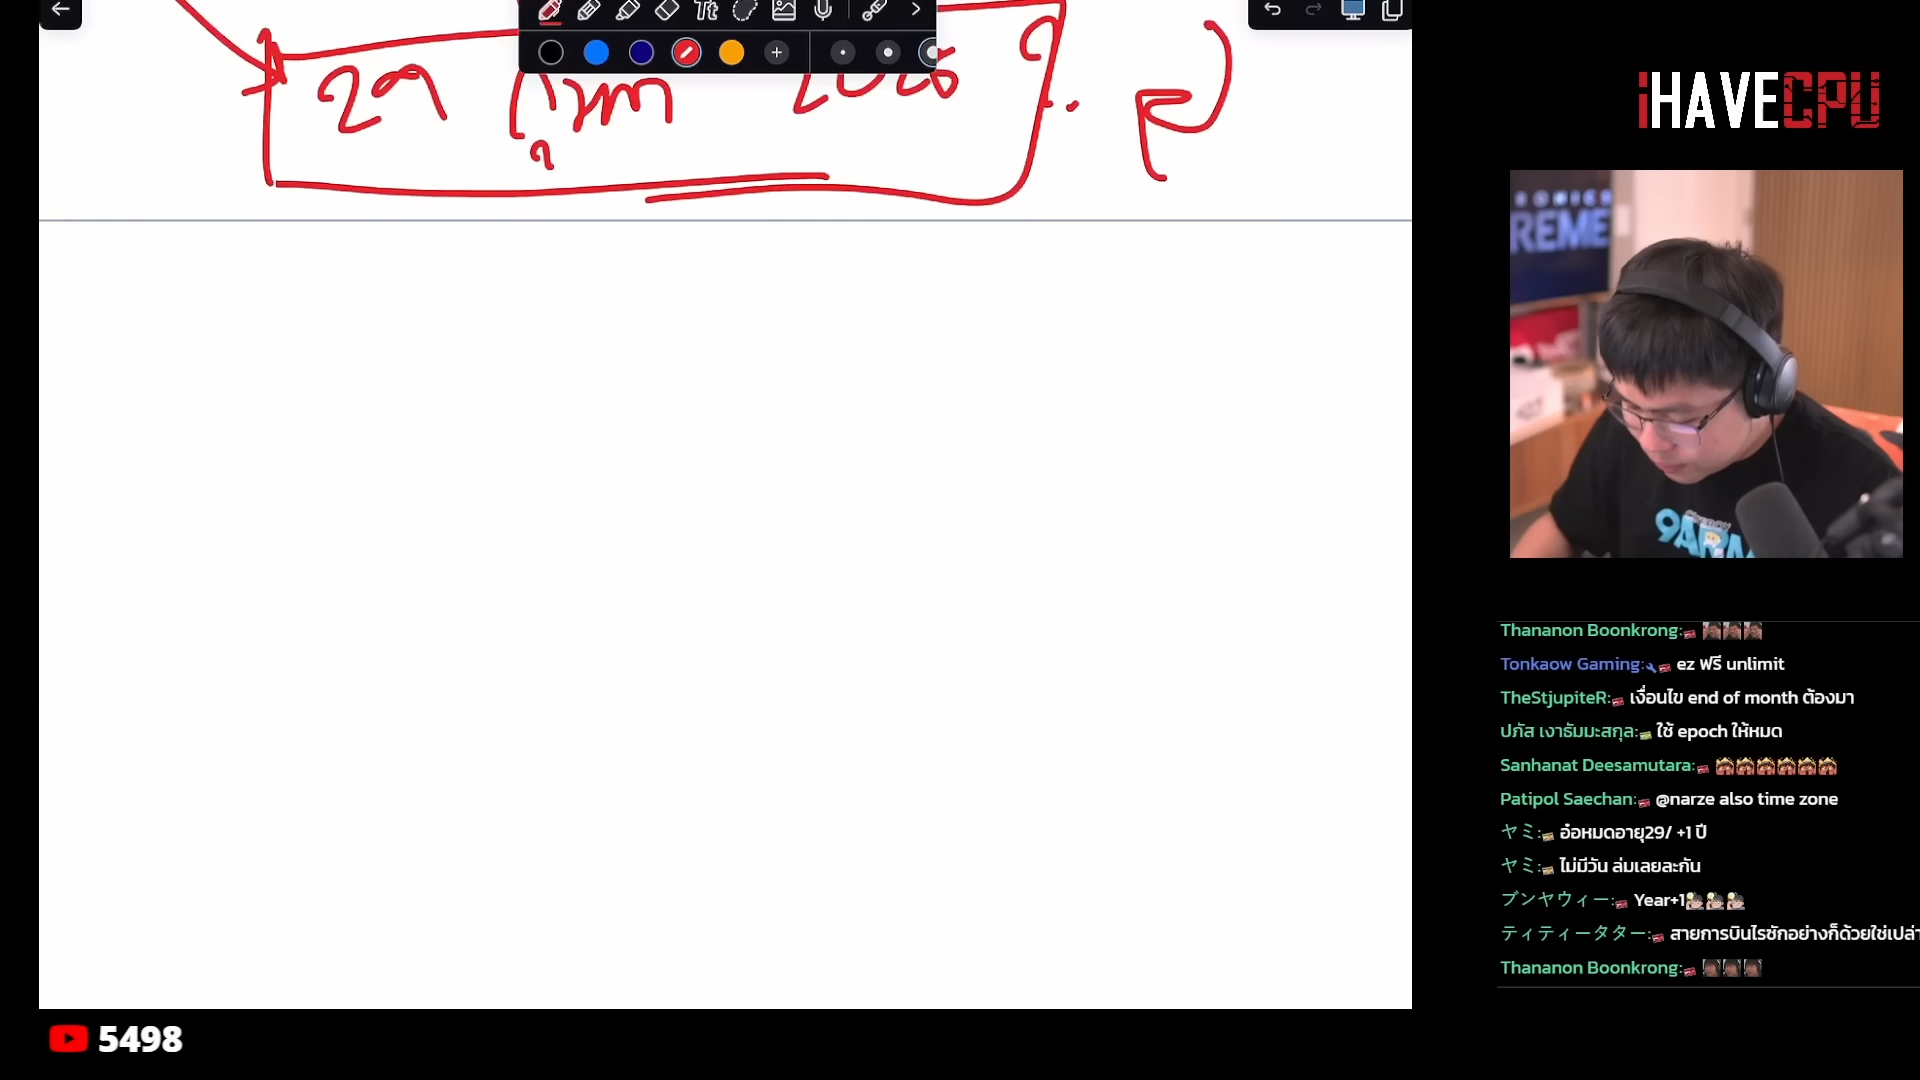 29 กุม 2026
iHAVECPU
REME
9ARM
Thananon Boonkrong:
Tonkaow Gaming: ez ฟรี unlimit
TheStjupiteR: เงื่อนไข end of month ต้องมา
ปภัส เงาธัมมะสกุล: ใช้ epoch ให้หมด
Sanhanat Deesamutara:
Patipol Saechan: @narze also time zone
ヤミ: อ๋อหมดอายุ29/ +1 ปี
ヤミ: ไม่มีวัน ล่มเลยละกัน
ブンヤウィー: Year+1
ティティータター: สายการบินไรซักอย่างก็ด้วยใช่เปล่า
Thananon Boonkrong:
5498